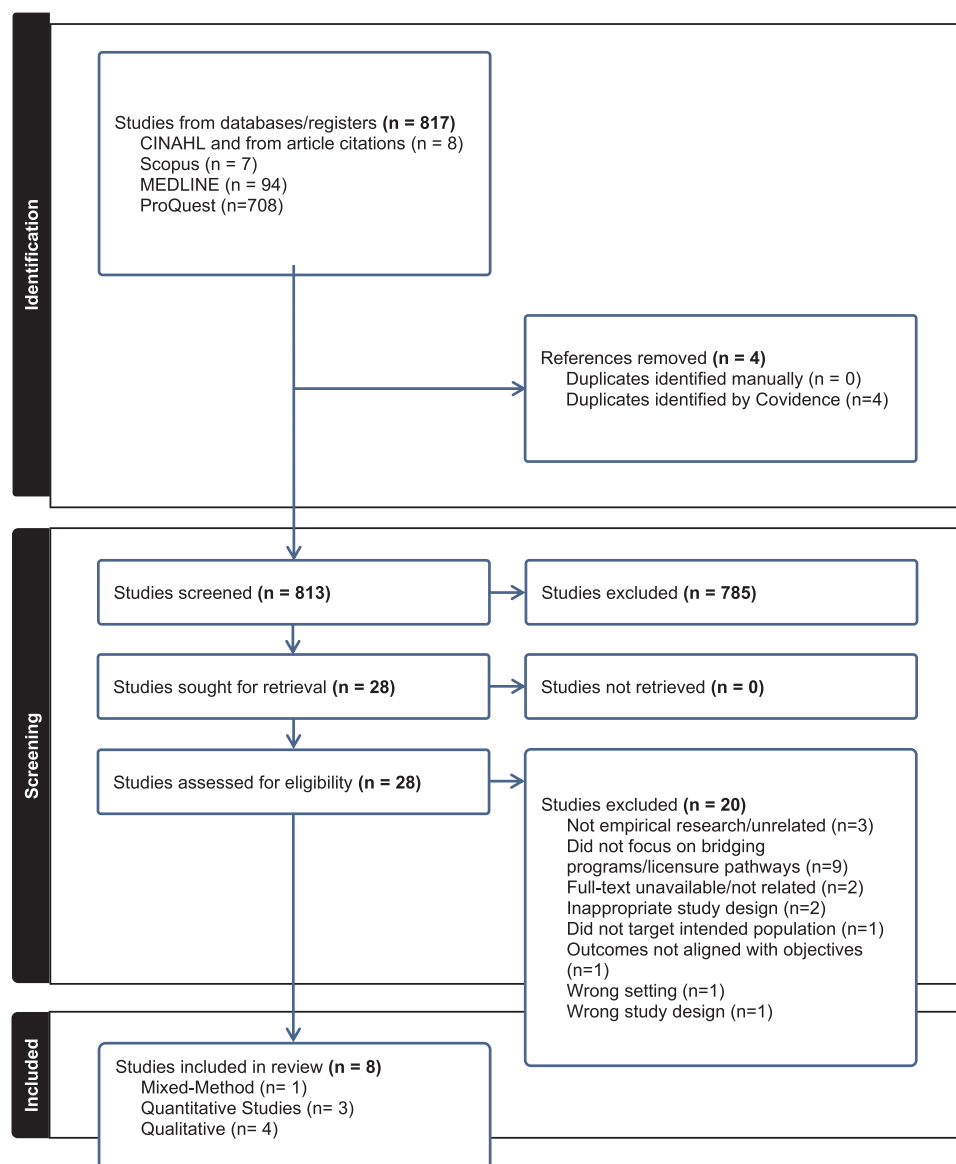 Identification
Studies from databases/registers (n = 817)
CINAHL and from article citations (n = 8)
Scopus (n = 7)
MEDLINE (n = 94)
ProQuest (n=708)
References removed (n = 4)
Duplicates identified manually (n = 0)
Duplicates identified by Covidence (n=4)
Screening
Studies screened (n = 813)
Studies excluded (n = 785)
Studies sought for retrieval (n = 28)
Studies not retrieved (n = 0)
Studies assessed for eligibility (n = 28)
Studies excluded (n = 20)
Not empirical research/unrelated (n=3)
Did not focus on bridging
programs/licensure pathways (n=9)
Full-text unavailable/not related (n=2)
Inappropriate study design (n=2)
Did not target intended population (n=1)
Outcomes not aligned with objectives
(n=1)
Wrong setting (n=1)
Wrong study design (n=1)
Included
Studies included in review (n = 8)
Mixed-Method (n= 1)
Quantitative Studies (n= 3)
Qualitative (n= 4)